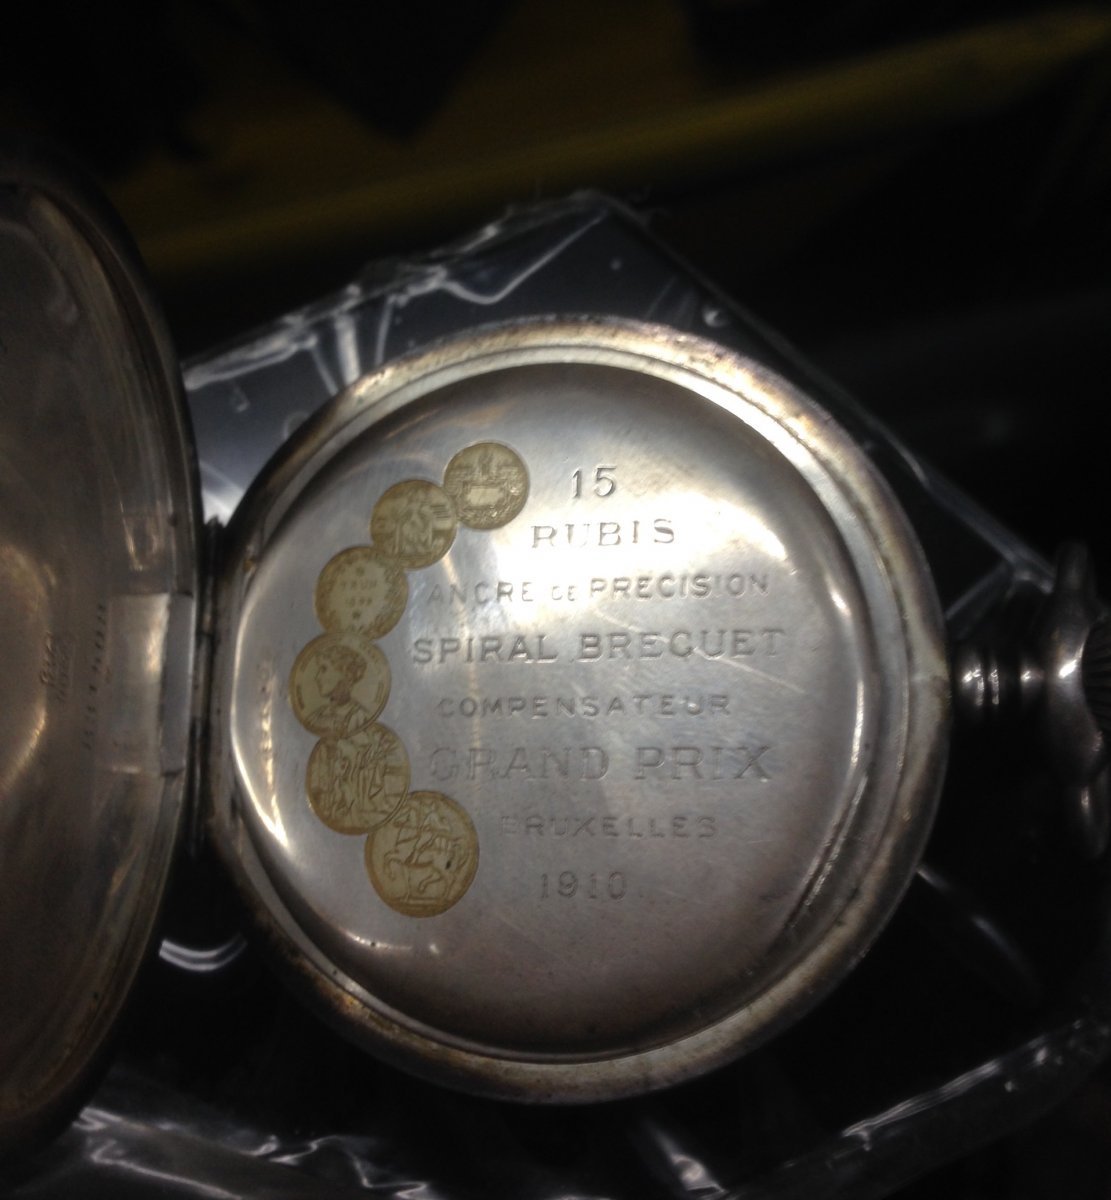 15
RUBIS
ANCRE DE PRECISION
SPIRAL BREGUET
COMPENSATEUR
GRAND PRIX
BRUXELLES
1910